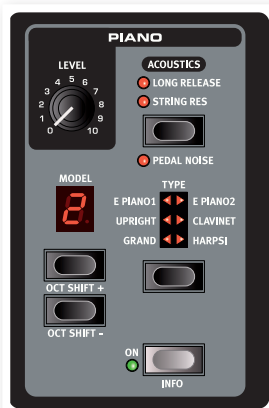 PIANO
LEVEL
0 1 2 3 4 5 6 7 8 9 10
ACOUSTICS
LONG RELEASE
STRING RES
PEDAL NOISE
MODEL
2
TYPE
E PIANO1 E PIANO2
UPRIGHT CLAVINET
GRAND HARPSI
OCT SHIFT +
OCT SHIFT -
ON
INFO